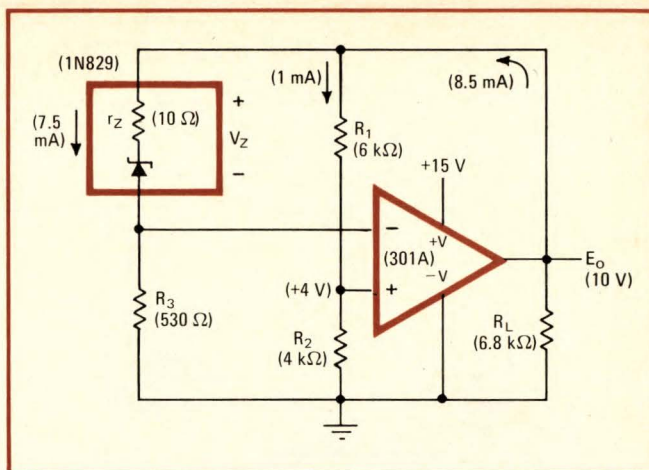 (1N829)
(7.5
mA)
rZ
(10 Ω)
+
VZ
−
(1 mA)
R1
(6 kΩ)
(8.5 mA)
+15 V
−
+V
(301A)
−V
+
(+4 V)
R3
(530 Ω)
R2
(4 kΩ)
Eo
(10 V)
RL
(6.8 kΩ)